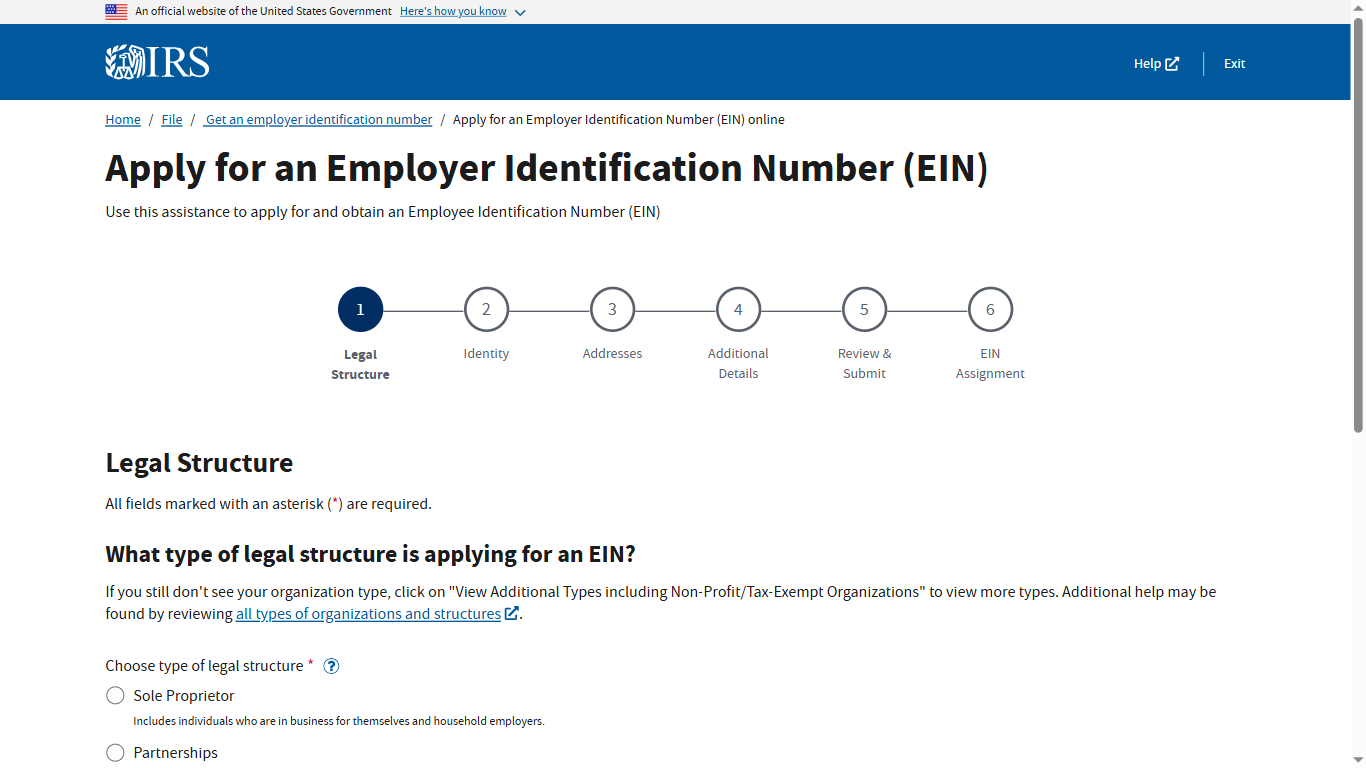 An official website of the United States Government Here's how you know
IRS
Help
Exit
Home / File / Get an employer identification number / Apply for an Employer Identification Number (EIN) online
Apply for an Employer Identification Number (EIN)
Use this assistance to apply for and obtain an Employee Identification Number (EIN)
1 2 3 4 5 6
Legal Structure
Identity
Addresses
Additional Details
Review & Submit
EIN Assignment
Legal Structure
All fields marked with an asterisk (*) are required.
What type of legal structure is applying for an EIN?
If you still don't see your organization type, click on "View Additional Types including Non-Profit/Tax-Exempt Organizations" to view more types. Additional help may be
found by reviewing all types of organizations and structures.
Choose type of legal structure * ?
Sole Proprietor
Includes individuals who are in business for themselves and household employers.
Partnerships